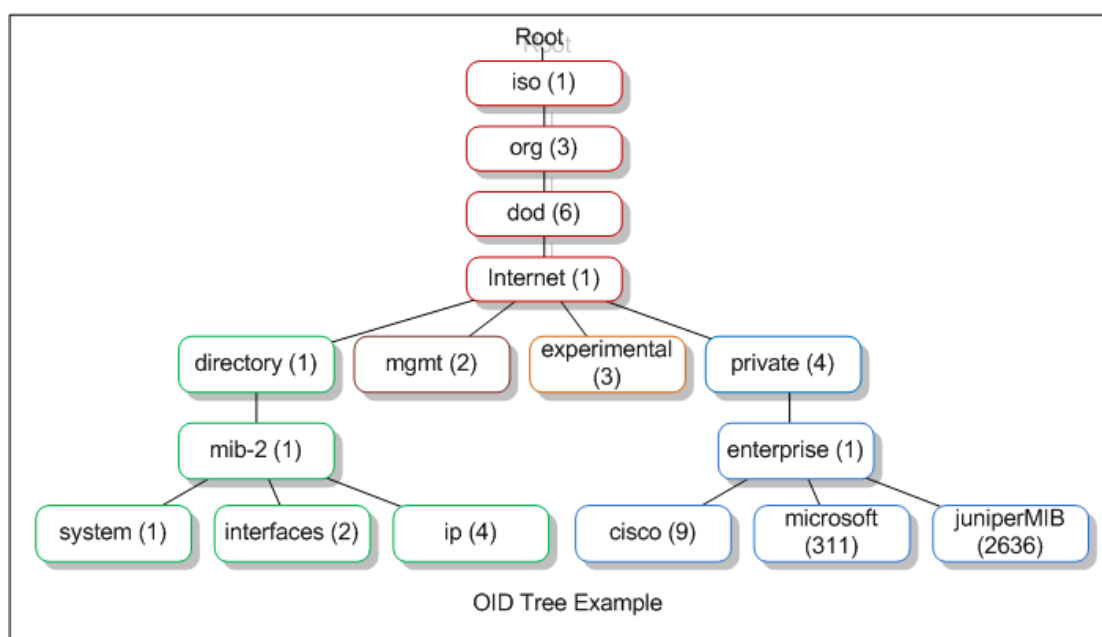 Root
iso (1)
org (3)
dod (6)
Internet (1)
directory (1)
mgmt (2)
experimental
(3)
private (4)
mib-2 (1)
enterprise (1)
system (1)
interfaces (2)
ip (4)
cisco (9)
microsoft
(311)
juniperMIB
(2636)
OID Tree Example